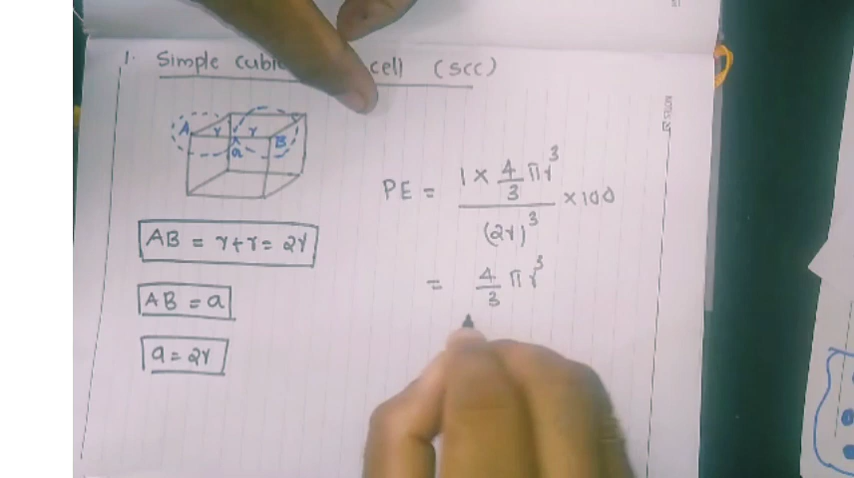 1. Simple Cubic cell (SCC)
A r r B
a
AB = r+r = 2r
AB = a
a = 2r
PE = 1 × 4/3 πr³ / (2r)³ × 100
= 4/3 πr³